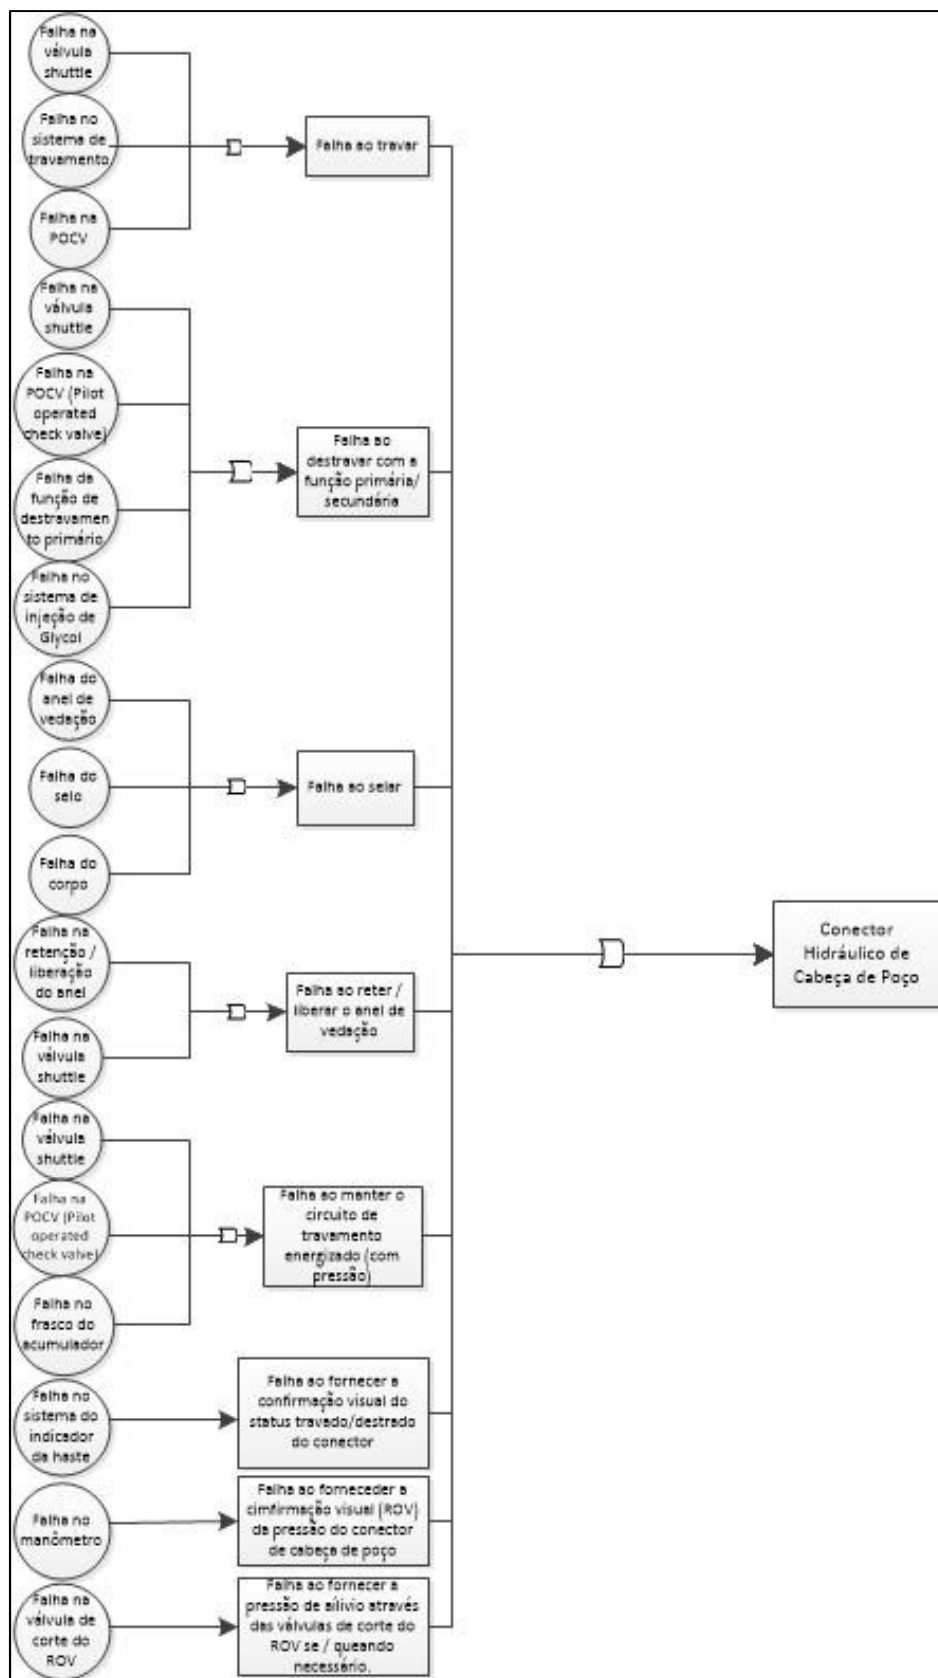 Falha na
válvula
shuttle
Falha no
sistema de
travamento
Falha na
POCV
Falha ao travar
Falha na
válvula
shuttle
Falha na
POCV (Pilot
operated
check valve)
Falha da
função de
destravamen
to primário
Falha no
sistema de
injeção de
Glycol
Falha ao
destravar com a
função primária/
secundária
Falha do
anel de
vedação
Falha do
selo
Falha do
corpo
Falha ao selar
Falha na
retenção /
liberação
do anel
Falha na
válvula
shuttle
Falha ao reter /
liberar o anel de
vedação
Falha na
válvula
shuttle
Falha na
POCV (Pilot
operated
check valve)
Falha no
frasco do
acumulador
Falha ao manter o
circuito de
travamento
energizado (com
pressão)
Falha no
sistema do
indicador
da haste
Falha ao fornecer a
confirmação visual do
status travado/destrado
do conector
Falha no
manômetro
Falha ao forneceder a
cimfirmação visual (ROV)
da pressão do conector
de cabeça de poço
Falha na
válvula de
corte do
ROV
Falha ao fornecer a
pressão de aílivio através
das válvulas de corte do
ROV se / queando
necessário.
Conector
Hidráulico de
Cabeça de Poço